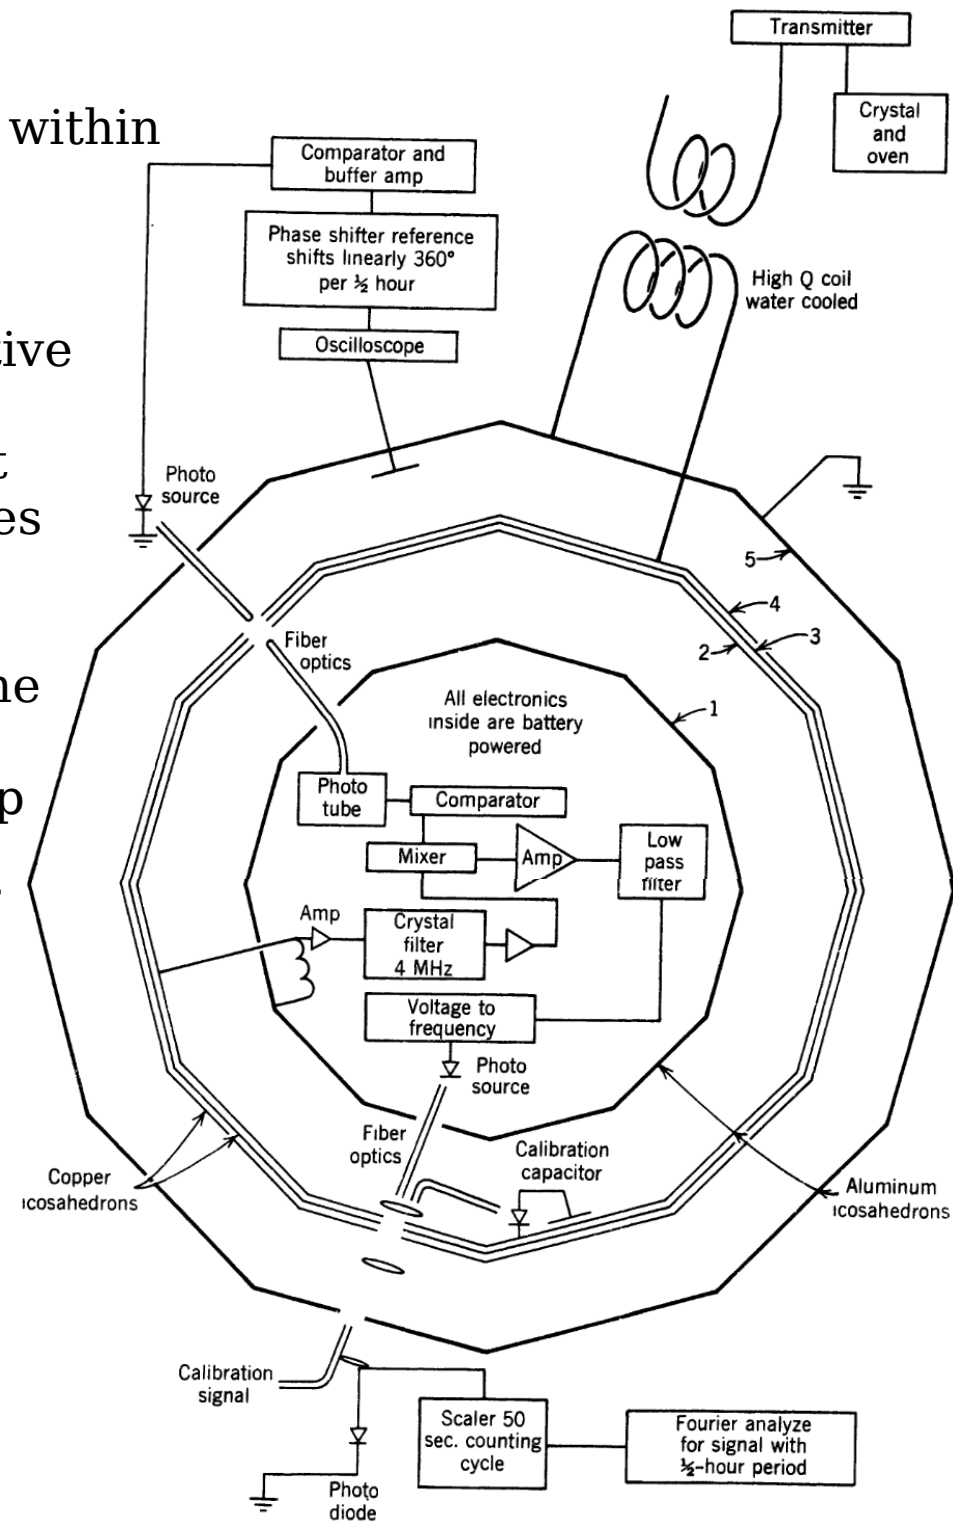 Transmitter
Crystal
and
oven
within
Comparator and
buffer amp
Phase shifter reference
shifts linearly 360°
per ½ hour
Oscilloscope
High Q coil
water cooled
tive
Photo
source
t
es
5
4
3
2
1
Fiber
optics
ne
All electronics
inside are battery
powered
p
Photo
tube
Comparator
Mixer
Amp
Low
pass
filter
Amp
Crystal
filter
4 MHz
Voltage to
frequency
Photo
source
Fiber
optics
Calibration
capacitor
Copper
icosahedrons
Aluminum
icosahedrons
Calibration
signal
Scaler 50
sec. counting
cycle
Fourier analyze
for signal with
½-hour period
Photo
diode